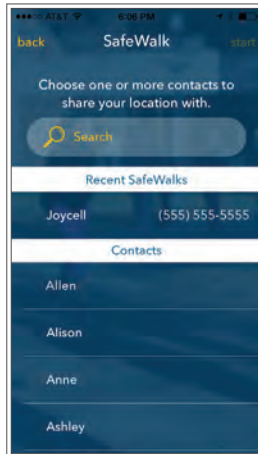 AT&T 6:06 PM
back SafeWalk start
Choose one or more contacts to
share your location with.
Search
Recent SafeWalks
Joycell (555) 555-5555
Contacts
Allen
Alison
Anne
Ashley